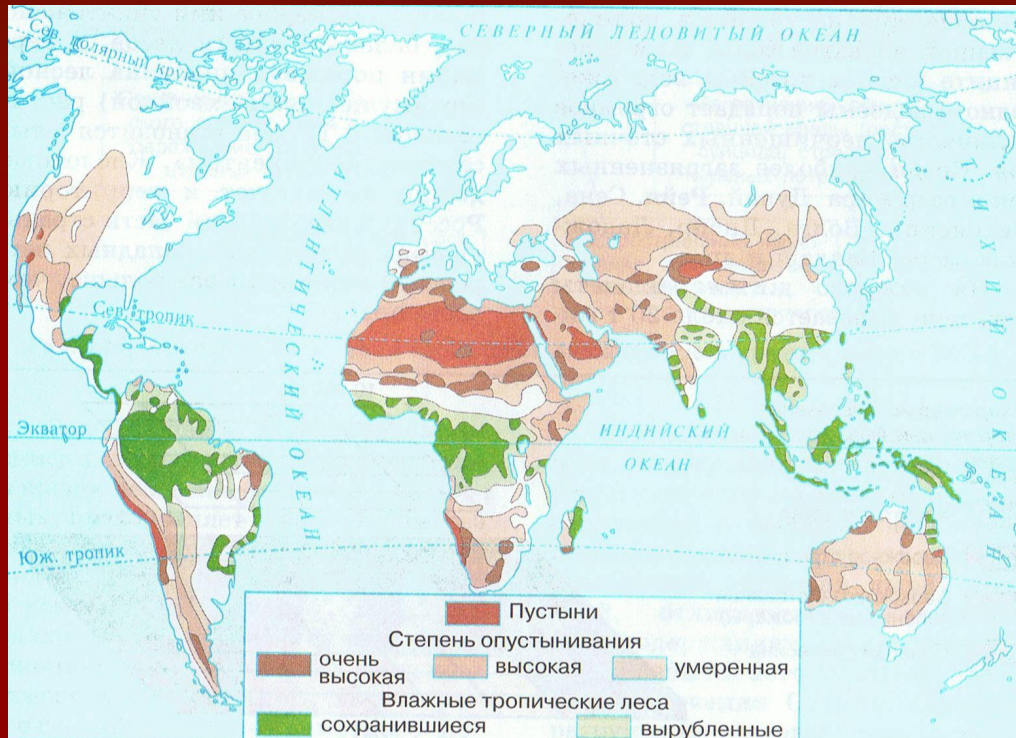 СЕВЕРНЫЙ ЛЕДОВИТЫЙ ОКЕАН
Сев. полярный круг
АТЛАНТИЧЕСКИЙ ОКЕАН
ТИХИЙ ОКЕАН
Сев. тропик
Экватор
ИНДИЙСКИЙ
ОКЕАН
Юж. тропик
Пустыни
Степень опустынивания
очень
высокая
высокая
умеренная
Влажные тропические леса
сохранившиеся
вырубленные